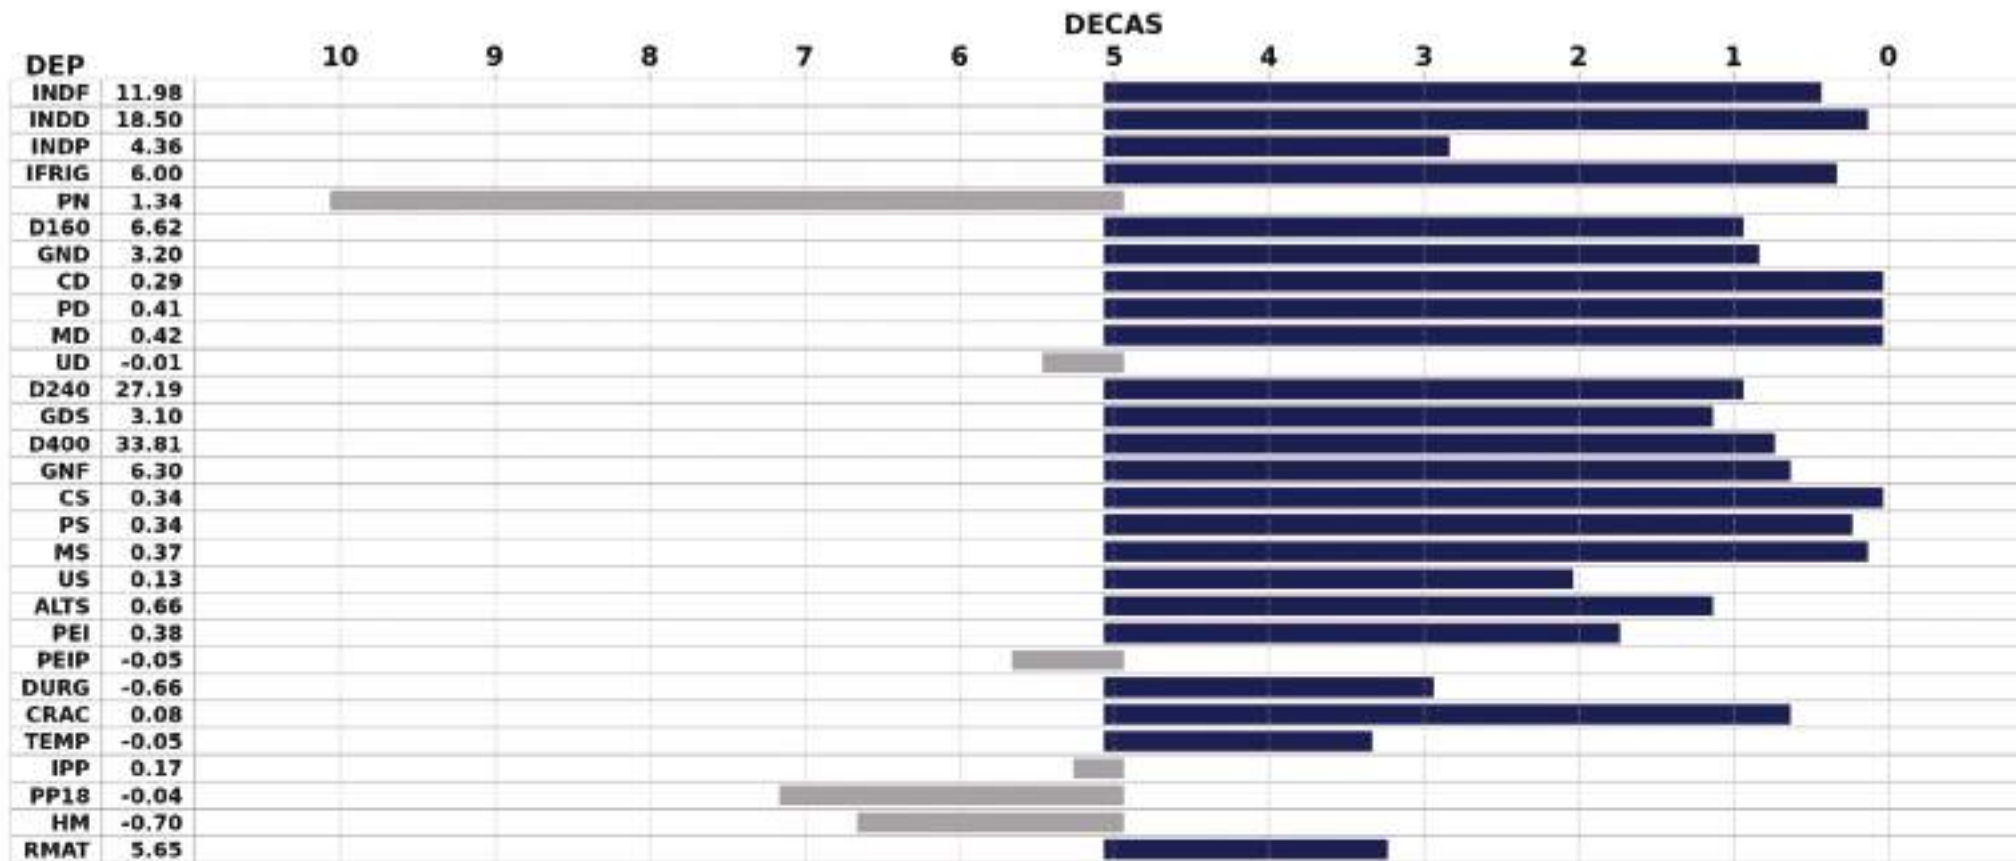 DECAS
DEP 10 9 8 7 6 5 4 3 2 1 0
INDF 11.98
INDD 18.50
INDP 4.36
IFRIG 6.00
PN 1.34
D160 6.62
GND 3.20
CD 0.29
PD 0.41
MD 0.42
UD -0.01
D240 27.19
GDS 3.10
D400 33.81
GNF 6.30
CS 0.34
PS 0.34
MS 0.37
US 0.13
ALTS 0.66
PEI 0.38
PEIP -0.05
DURG -0.66
CRAC 0.08
TEMP -0.05
IPP 0.17
PP18 -0.04
HM -0.70
RMAT 5.65